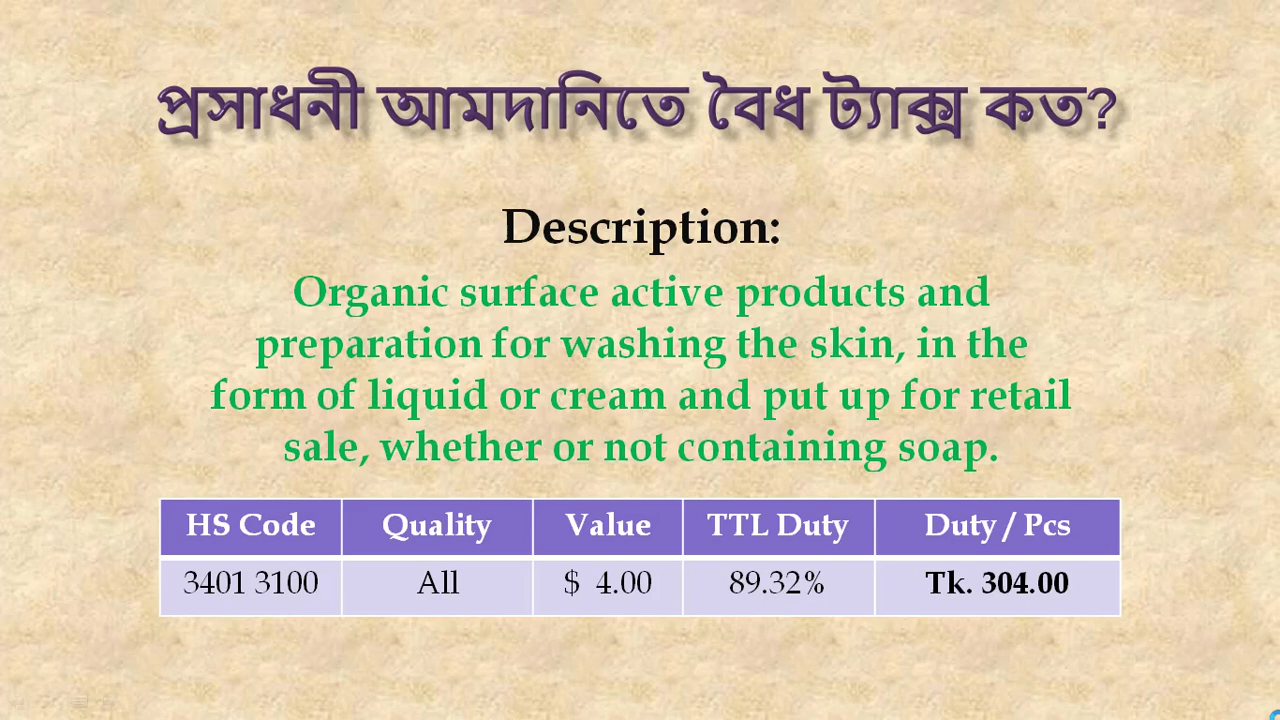 প্রসাধনী আমদানিতে বৈধ ট্যাক্স কত?
Description:
Organic surface active products and
preparation for washing the skin, in the
form of liquid or cream and put up for retail
sale, whether or not containing soap.
HS Code Quality Value TTL Duty Duty / Pcs
3401 3100 All $ 4.00 89.32% Tk. 304.00